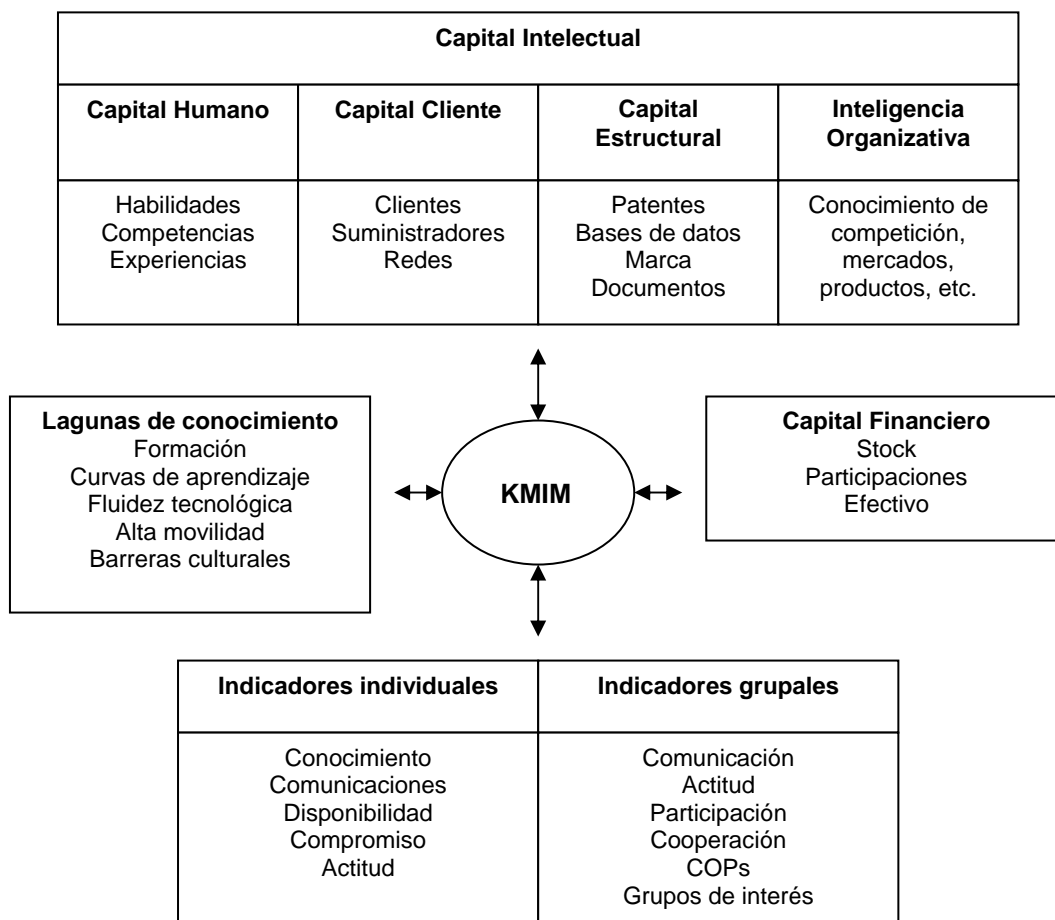 Capital Intelectual
Capital Humano
Capital Cliente
Capital
Estructural
Inteligencia
Organizativa
Habilidades
Competencias
Experiencias
Clientes
Suministradores
Redes
Patentes
Bases de datos
Marca
Documentos
Conocimiento de
competición,
mercados,
productos, etc.
Lagunas de conocimiento
Formación
Curvas de aprendizaje
Fluidez tecnológica
Alta movilidad
Barreras culturales
KMIM
Capital Financiero
Stock
Participaciones
Efectivo
Indicadores individuales
Indicadores grupales
Conocimiento
Comunicaciones
Disponibilidad
Compromiso
Actitud
Comunicación
Actitud
Participación
Cooperación
COPs
Grupos de interés